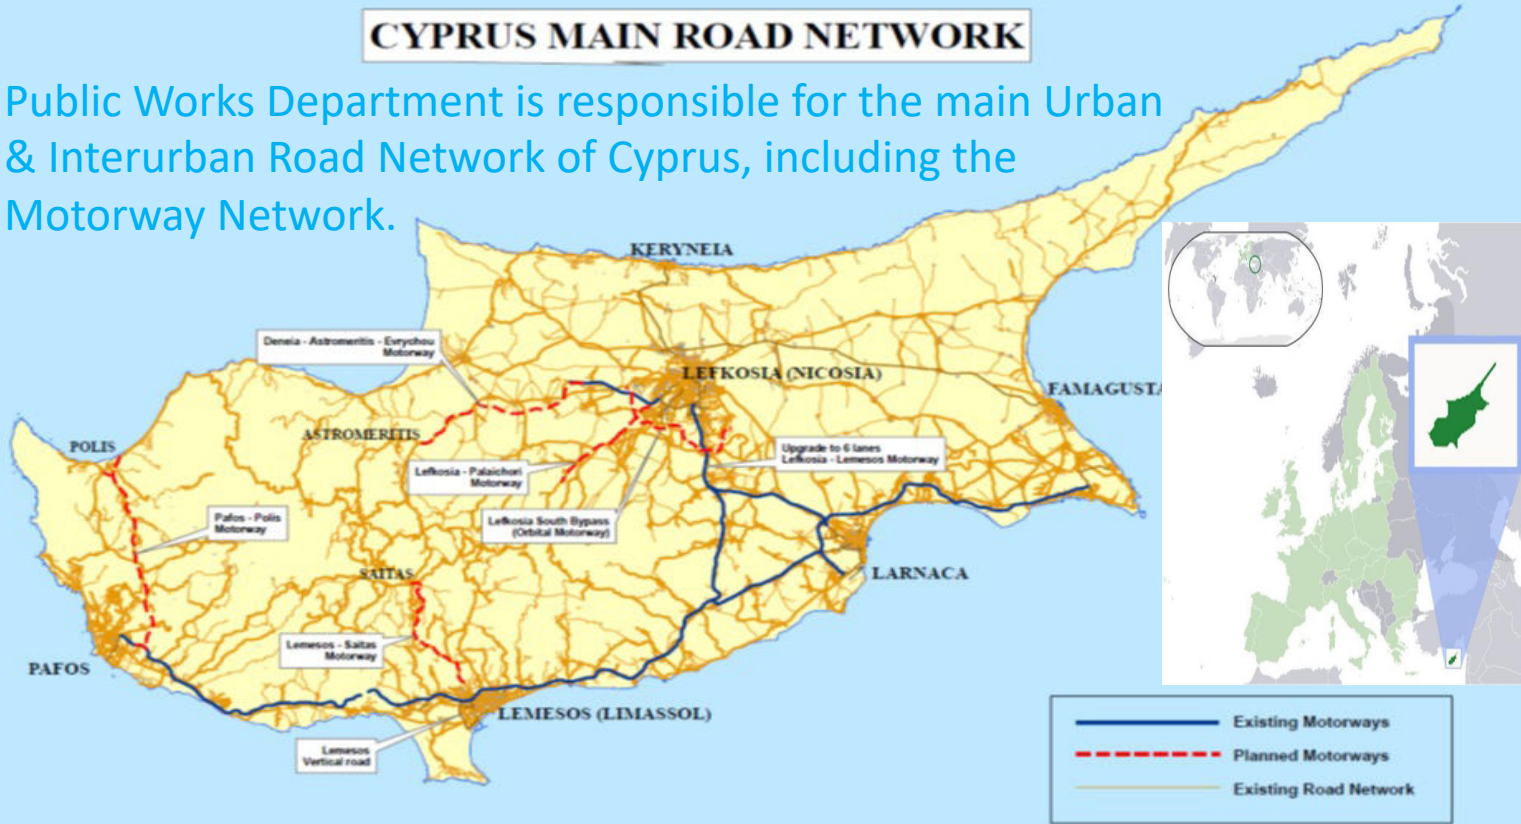 CYPRUS MAIN ROAD NETWORK
Public Works Department is responsible for the main Urban
& Interurban Road Network of Cyprus, including the
Motorway Network.
KERYNEIA
Deneia - Astromeritis - Evrychou
Motorway
LEFKOSIA (NICOSIA)
FAMAGUSTA
ASTROMERITIS
POLIS
Upgrade to 6 lanes
Lefkosia - Lemesos Motorway
Lefkosia - Palaichori
Motorway
Pafos - Polis
Motorway
Lefkosia South Bypass
(Orbital Motorway)
SAITAS
LARNACA
Lemesos - Saitas
Motorway
PAFOS
LEMESOS (LIMASSOL)
Lemesos
Vertical road
Existing Motorways
Planned Motorways
Existing Road Network